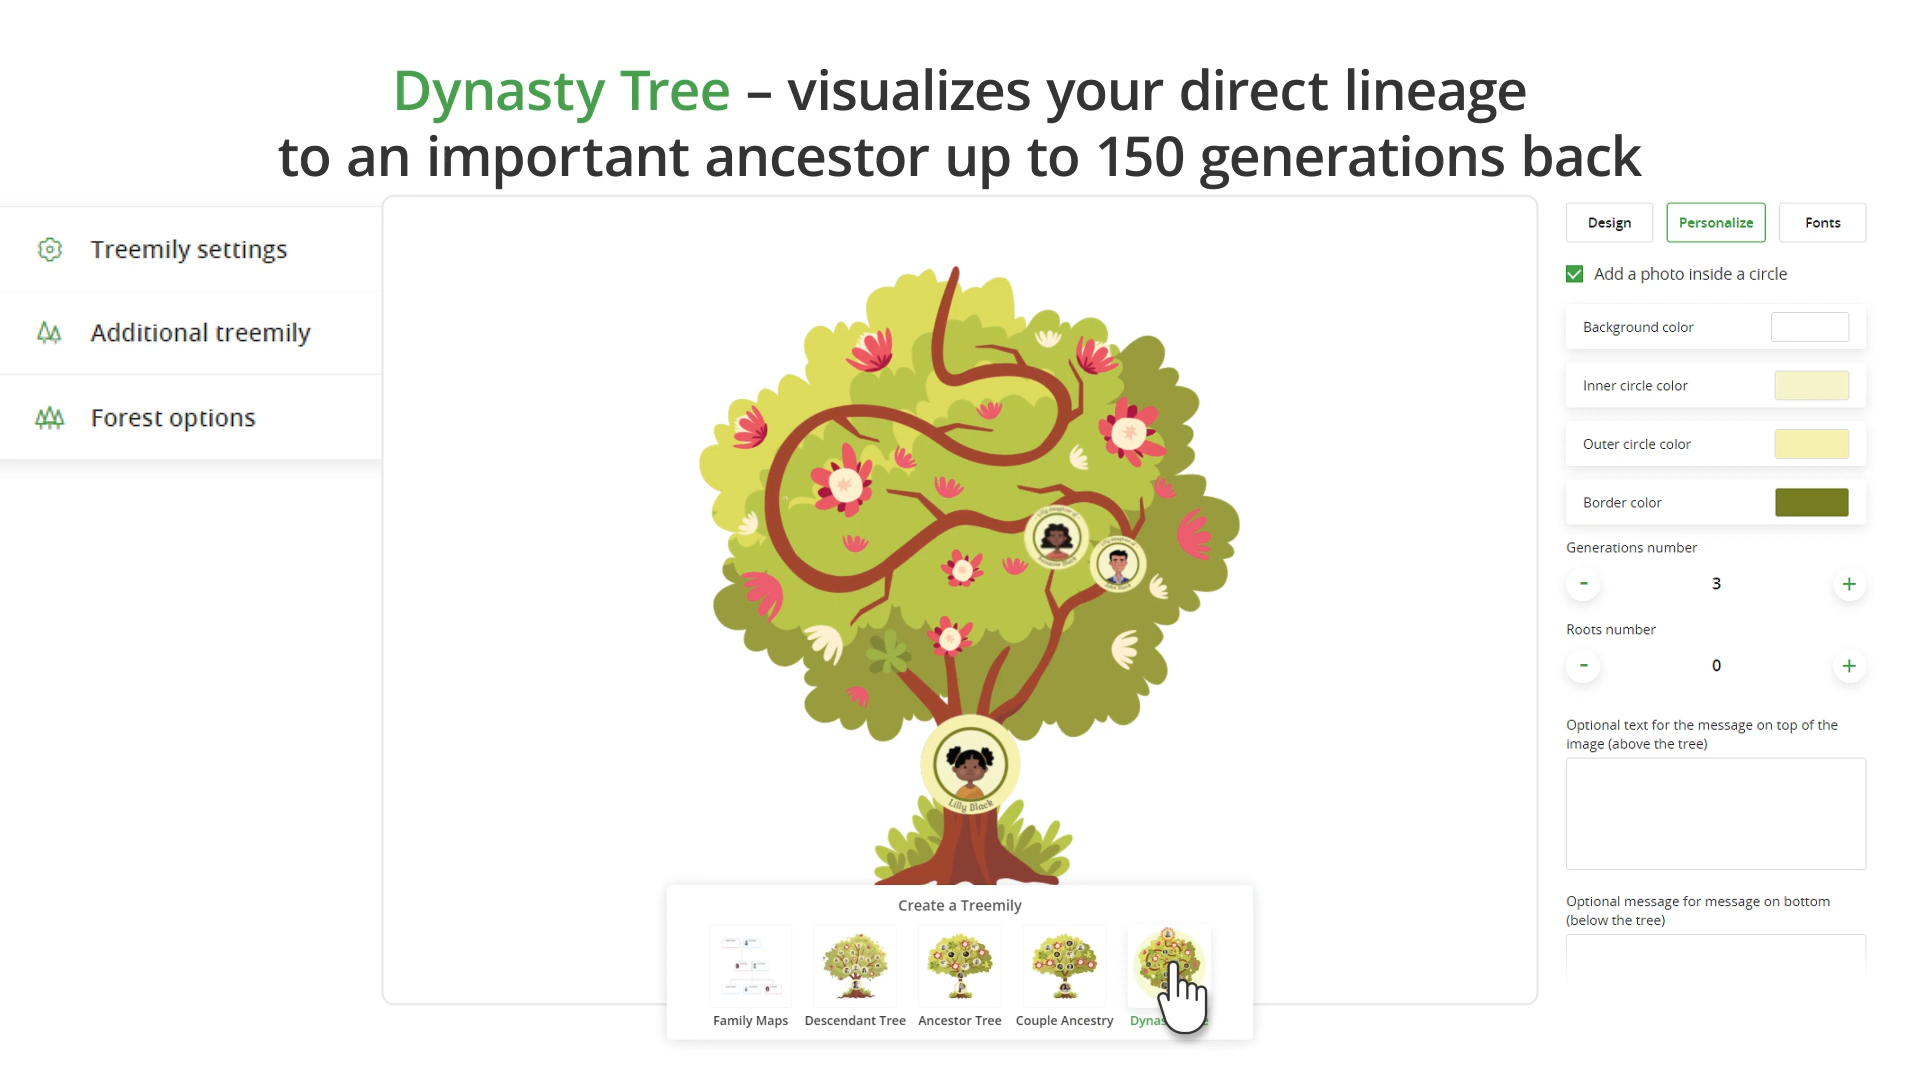 Dynasty Tree – visualizes your direct lineage
to an important ancestor up to 150 generations back
Treemily settings
Additional treemily
Forest options
Lilly Black
Create a Treemily
Family Maps
Descendant Tree
Ancestor Tree
Couple Ancestry
Design
Personalize
Fonts
Add a photo inside a circle
Background color
Inner circle color
Outer circle color
Border color
Generations number
- 3 +
Roots number
- 0 +
Optional text for the message on top of the
image (above the tree)
Optional message for message on bottom
(below the tree)